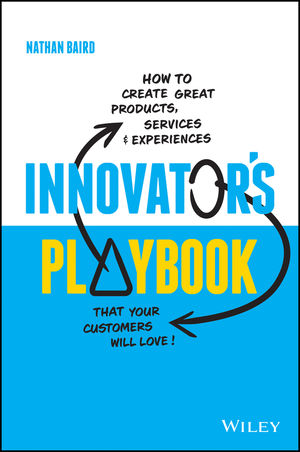 NATHAN BAIRD
HOW TO
CREATE GREAT
PRODUCTS,
SERVICES
& EXPERIENCES
INNOVATOR'S
PLAYBOOK
THAT YOUR
CUSTOMERS
WILL LOVE!
WILEY